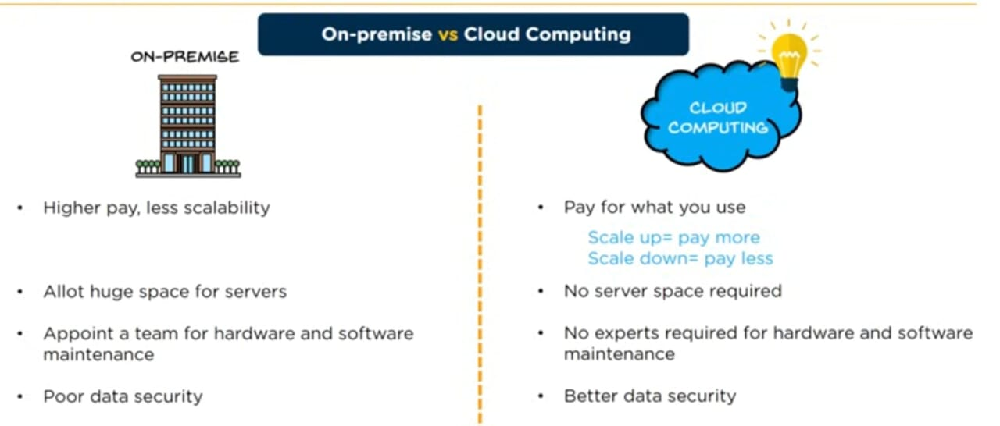 On-premise vs Cloud Computing
ON-PREMISE
• Higher pay, less scalability
• Allot huge space for servers
• Appoint a team for hardware and software
maintenance
• Poor data security
CLOUD
COMPUTING
• Pay for what you use
Scale up= pay more
Scale down= pay less
• No server space required
• No experts required for hardware and software
maintenance
• Better data security